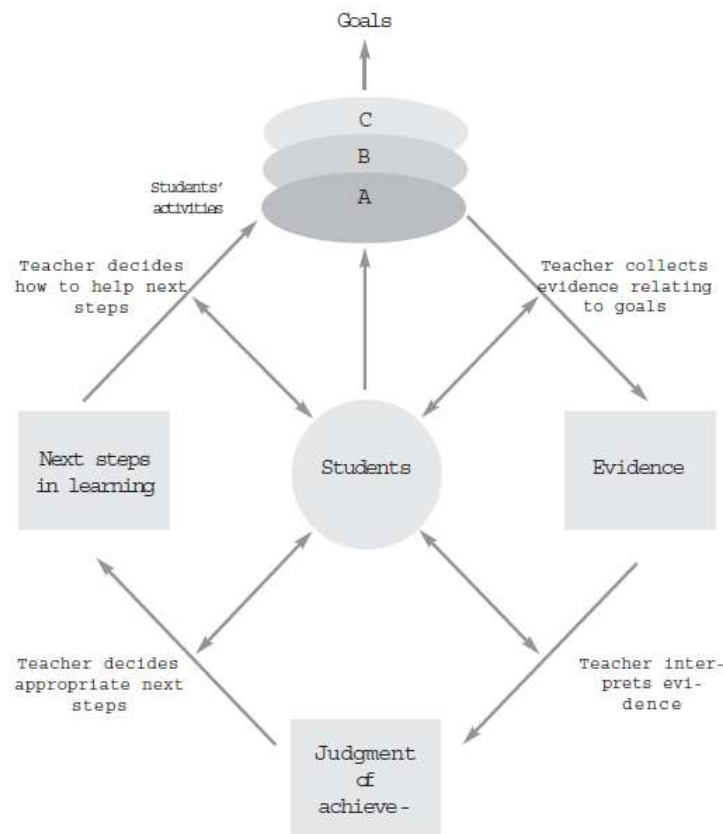 Goals
C
B
A
Students’
activities
Teacher decides
how to help next
steps
Teacher collects
evidence relating
to goals
Next steps
in learning
Students
Evidence
Teacher decides
appropriate next
steps
Teacher inter-
prets evi-
dence
Judgment
of
achieve-